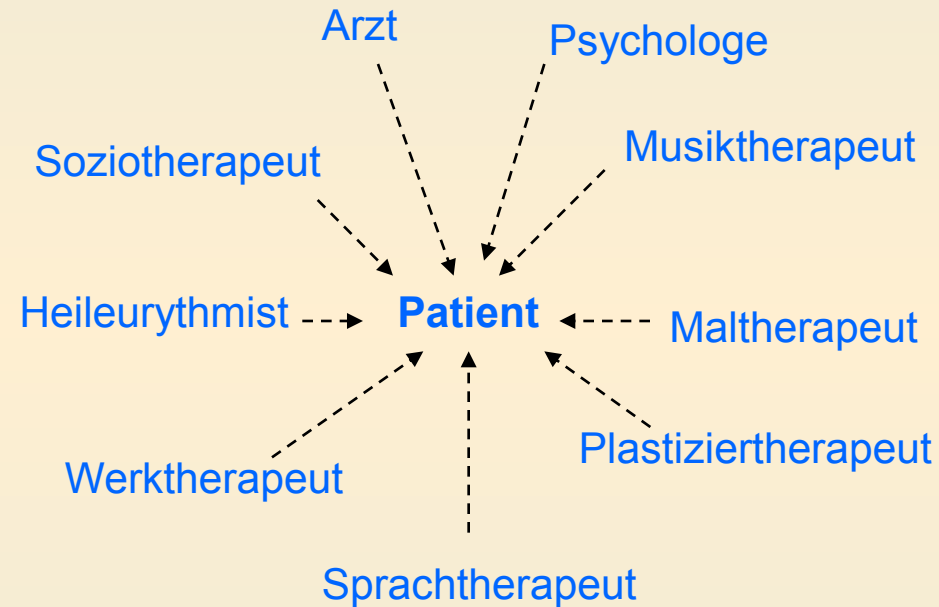 Arzt
Psychologe
Soziotherapeut
Musiktherapeut
Heileurythmist
Patient
Maltherapeut
Plastiziertherapeut
Werktherapeut
Sprachtherapeut